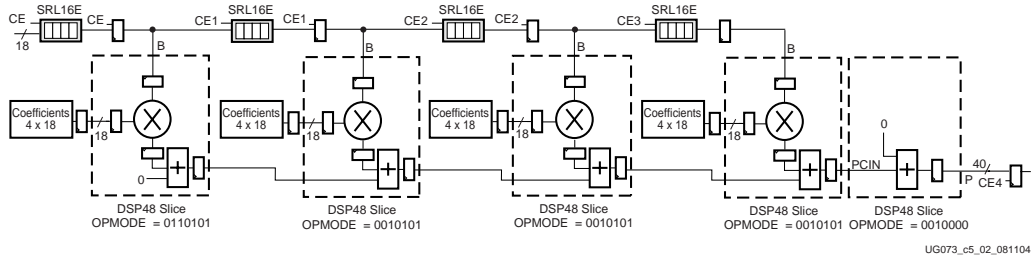 SRL16E SRL16E SRL16E SRL16E
CE CE CE1 CE1 CE2 CE2 CE3
18
B B B B
Coefficients
4 x 18
18
Coefficients
4 x 18
18
Coefficients
4 x 18
18
Coefficients
4 x 18
18
0
0
PCIN
40
P CE4
DSP48 Slice
OPMODE = 0110101
DSP48 Slice
OPMODE = 0010101
DSP48 Slice
OPMODE = 0010101
DSP48 Slice
OPMODE = 0010101
DSP48 Slice
OPMODE = 0010000
UG073_c5_02_081104